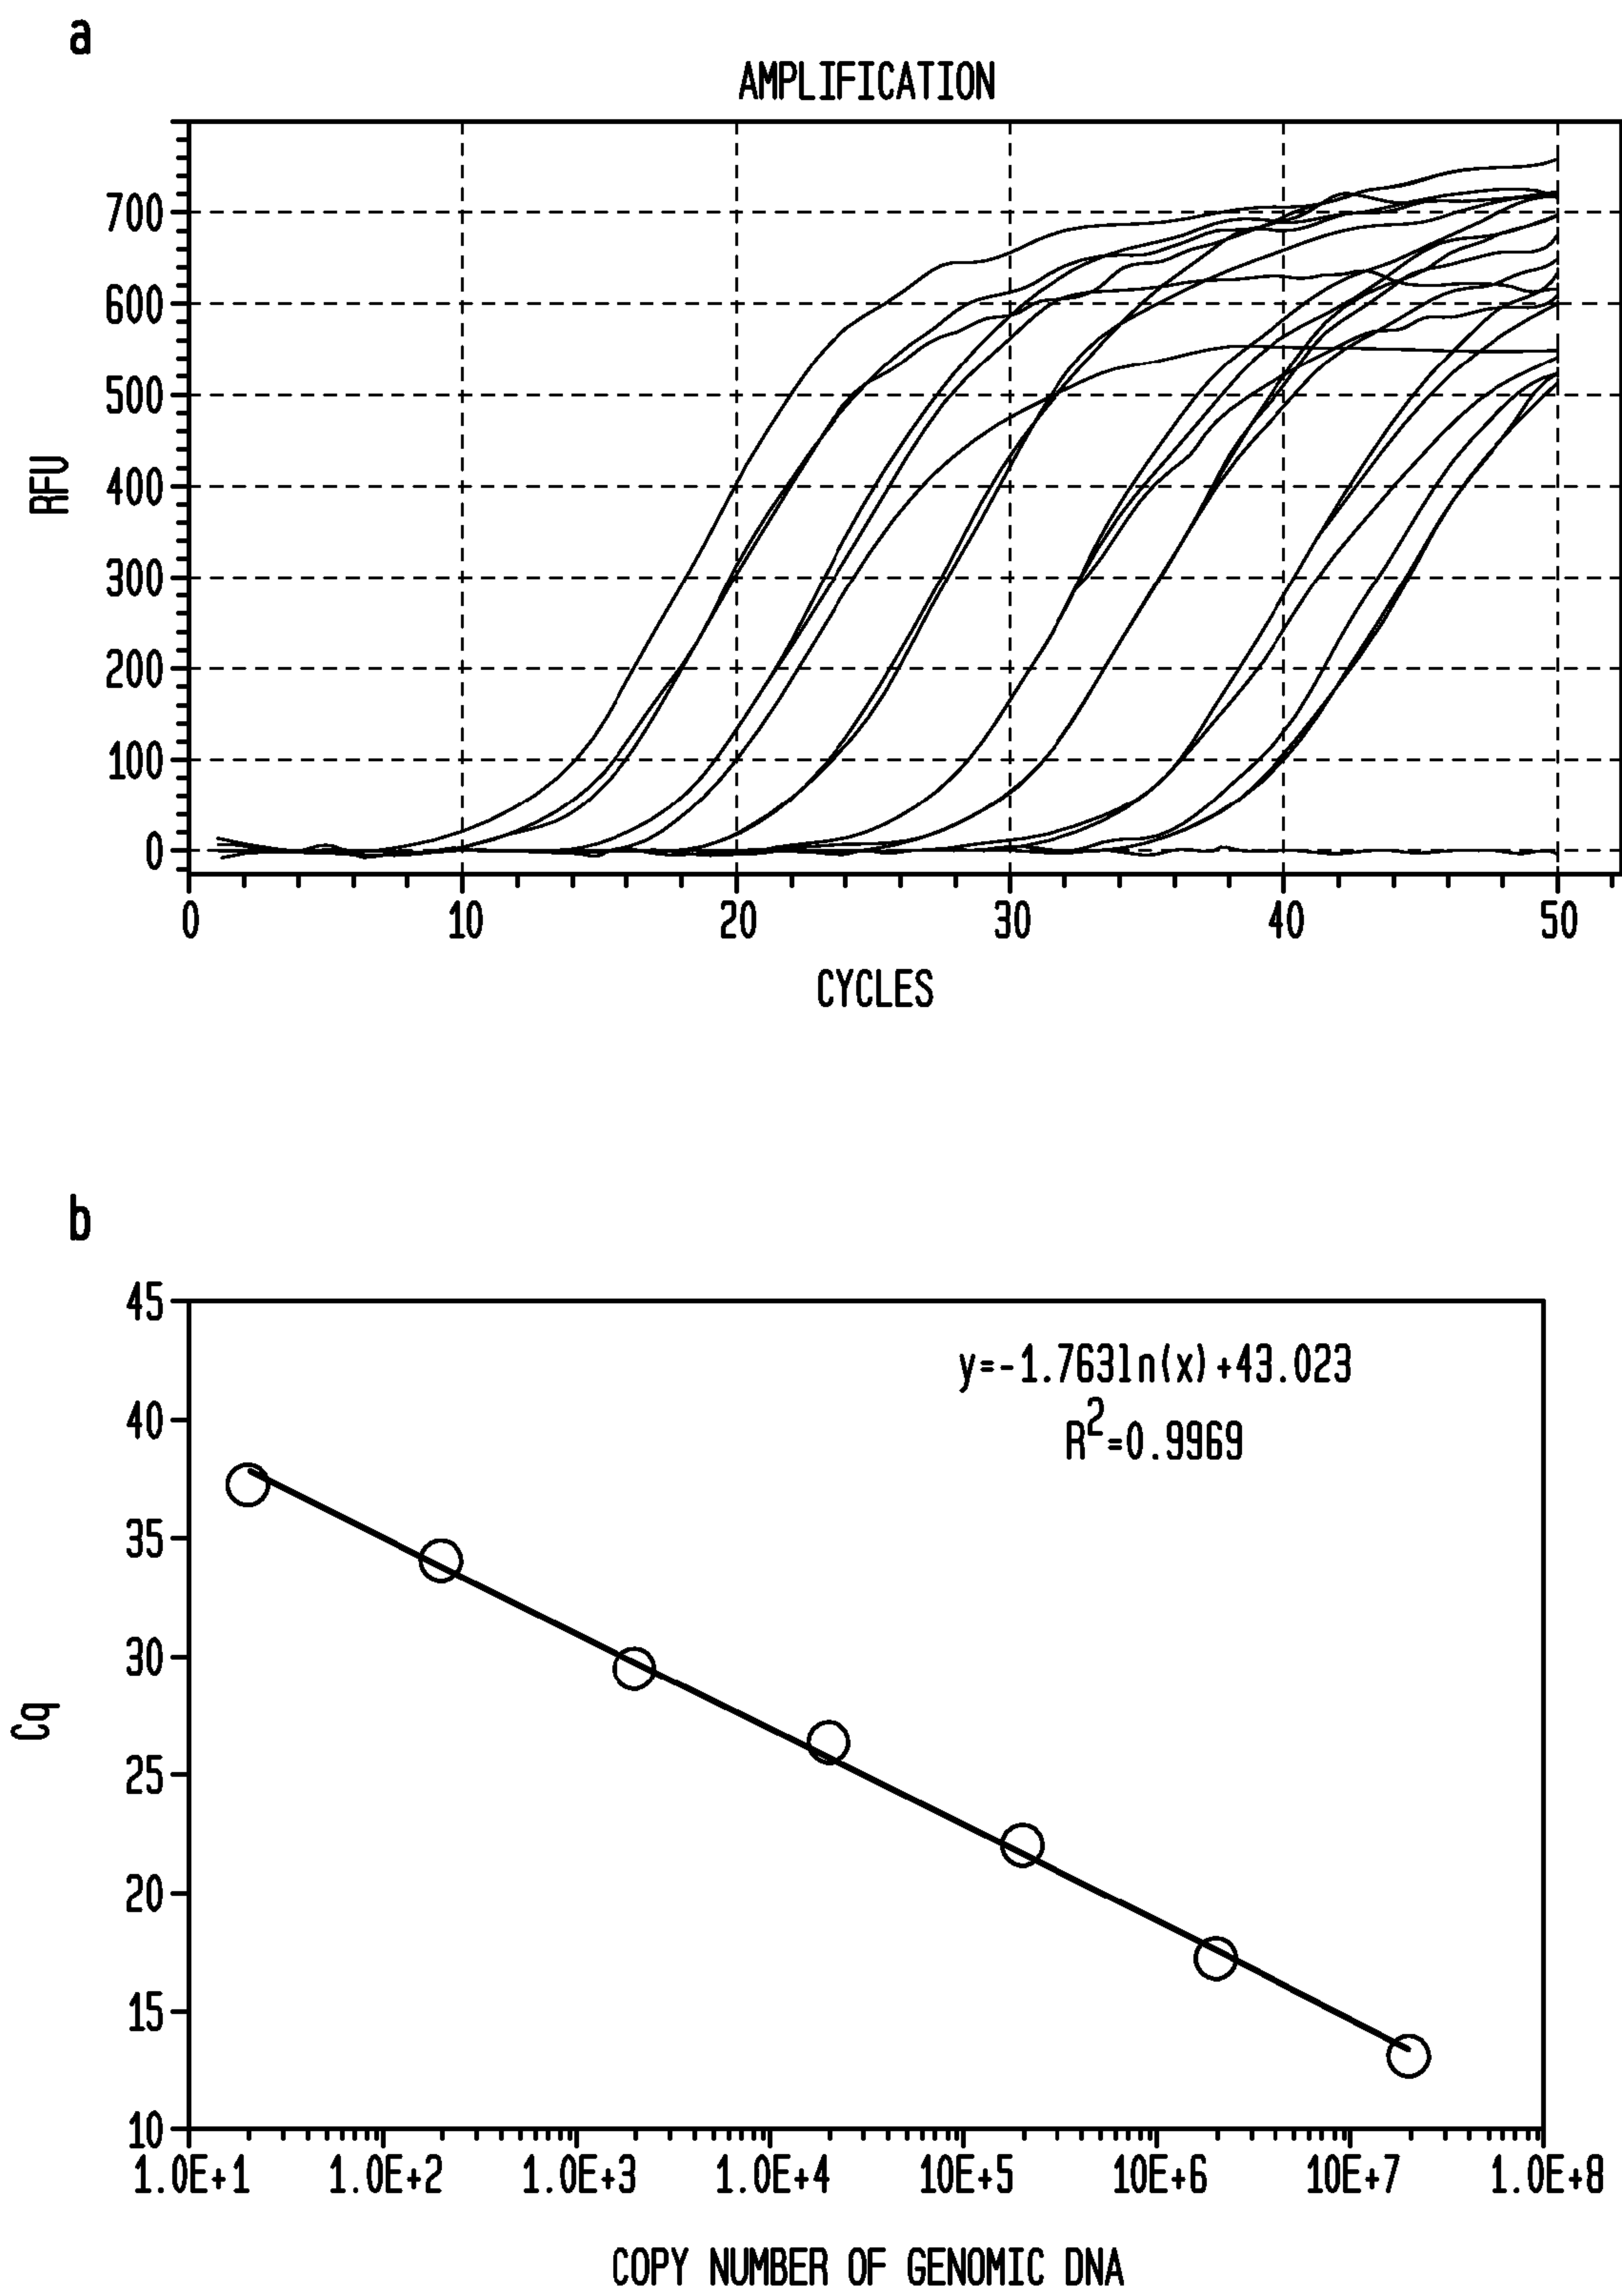 a
AMPLIFICATION
RFU
700
600
500
400
300
200
100
0
0 10 20 30 40 50
CYCLES
b
y=-1.763ln(x)+43.023
R²=0.9969
Cq
45
40
35
30
25
20
15
10
1.0E+1 1.0E+2 1.0E+3 1.0E+4 10E+5 10E+6 10E+7 1.0E+8
COPY NUMBER OF GENOMIC DNA